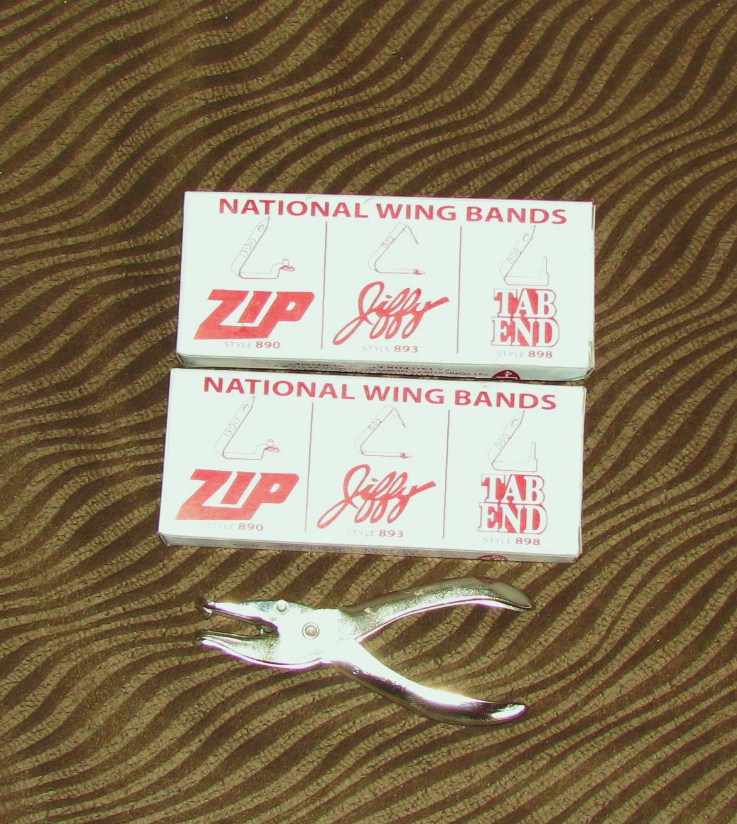 NATIONAL WING BANDS
ZIP Jiffy TAB
END
STYLE 890 STYLE 893 STYLE 898
NATIONAL WING BANDS
ZIP Jiffy TAB
END
STYLE 890 STYLE 893 STYLE 898